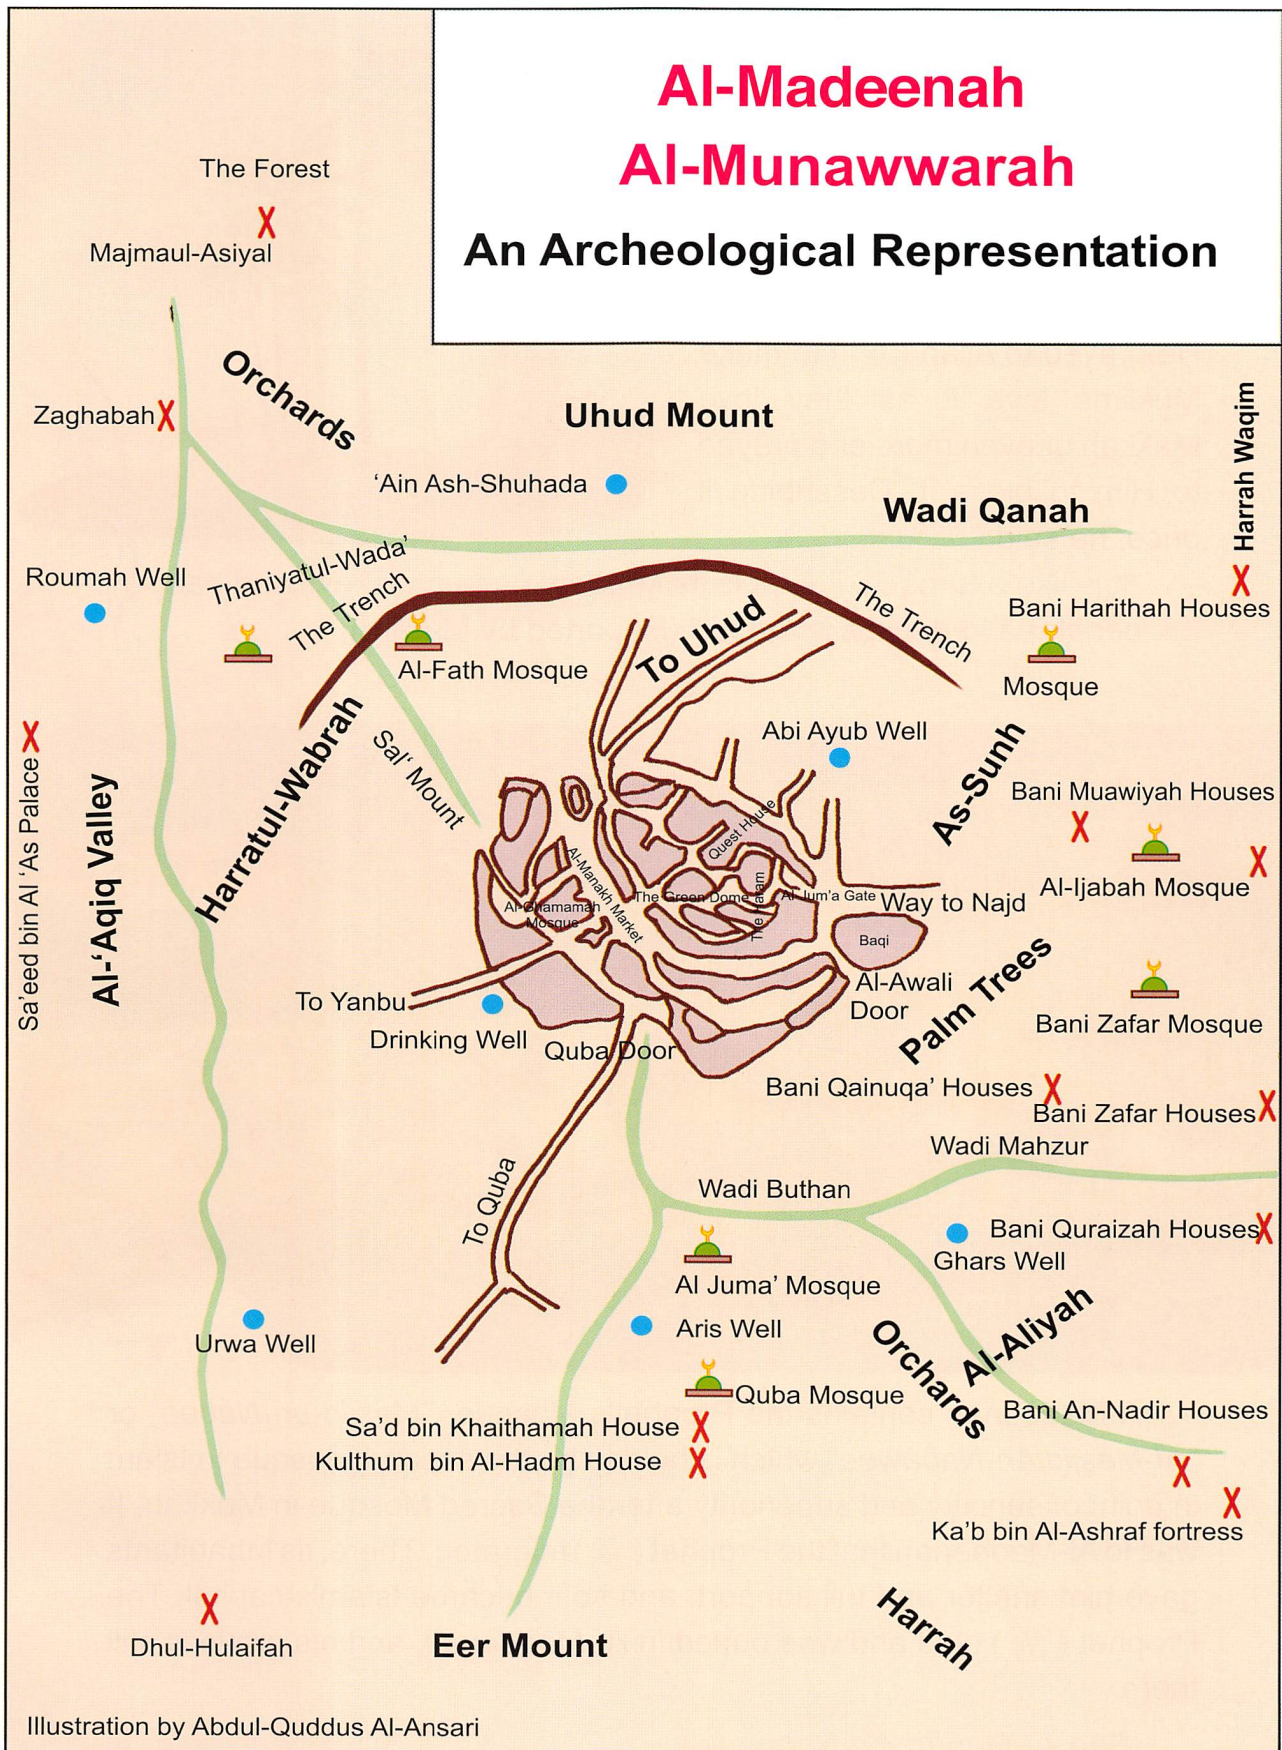 Al-Madeenah
Al-Munawwarah
An Archeological Representation
The Forest
Majmaul-Asiyal
Orchards
Zaghabah
Uhud Mount
Harrah Waqim
‘Ain Ash-Shuhada
Wadi Qanah
Thaniyatul-Wada’
Roumah Well
The Trench
The Trench
Bani Harithah Houses
To Uhud
Al-Fath Mosque
Mosque
Harratul-Wabrah
Sal‘ Mount
Abi Ayub Well
As-Sunh
Sa’eed bin Al ‘As Palace
Al-‘Aqiq Valley
Bani Muawiyah Houses
Quest House
Al-Manakh Market
Al-Ijabah Mosque
The Green Dome
The Haram
Al-Jum’a Gate
Way to Najd
Al-Ghamamah
Mosque
Baqi
Palm Trees
Al-Awali
Door
To Yanbu
Bani Zafar Mosque
Drinking Well
Quba Door
Bani Qainuqa’ Houses
Bani Zafar Houses
Wadi Mahzur
To Quba
Wadi Buthan
Bani Quraizah Houses
Ghars Well
Al Juma’ Mosque
Al-Aliyah
Aris Well
Urwa Well
Orchards
Quba Mosque
Bani An-Nadir Houses
Sa’d bin Khaithamah House
Kulthum bin Al-Hadm House
Ka’b bin Al-Ashraf fortress
Harrah
Dhul-Hulaifah
Eer Mount
Illustration by Abdul-Quddus Al-Ansari